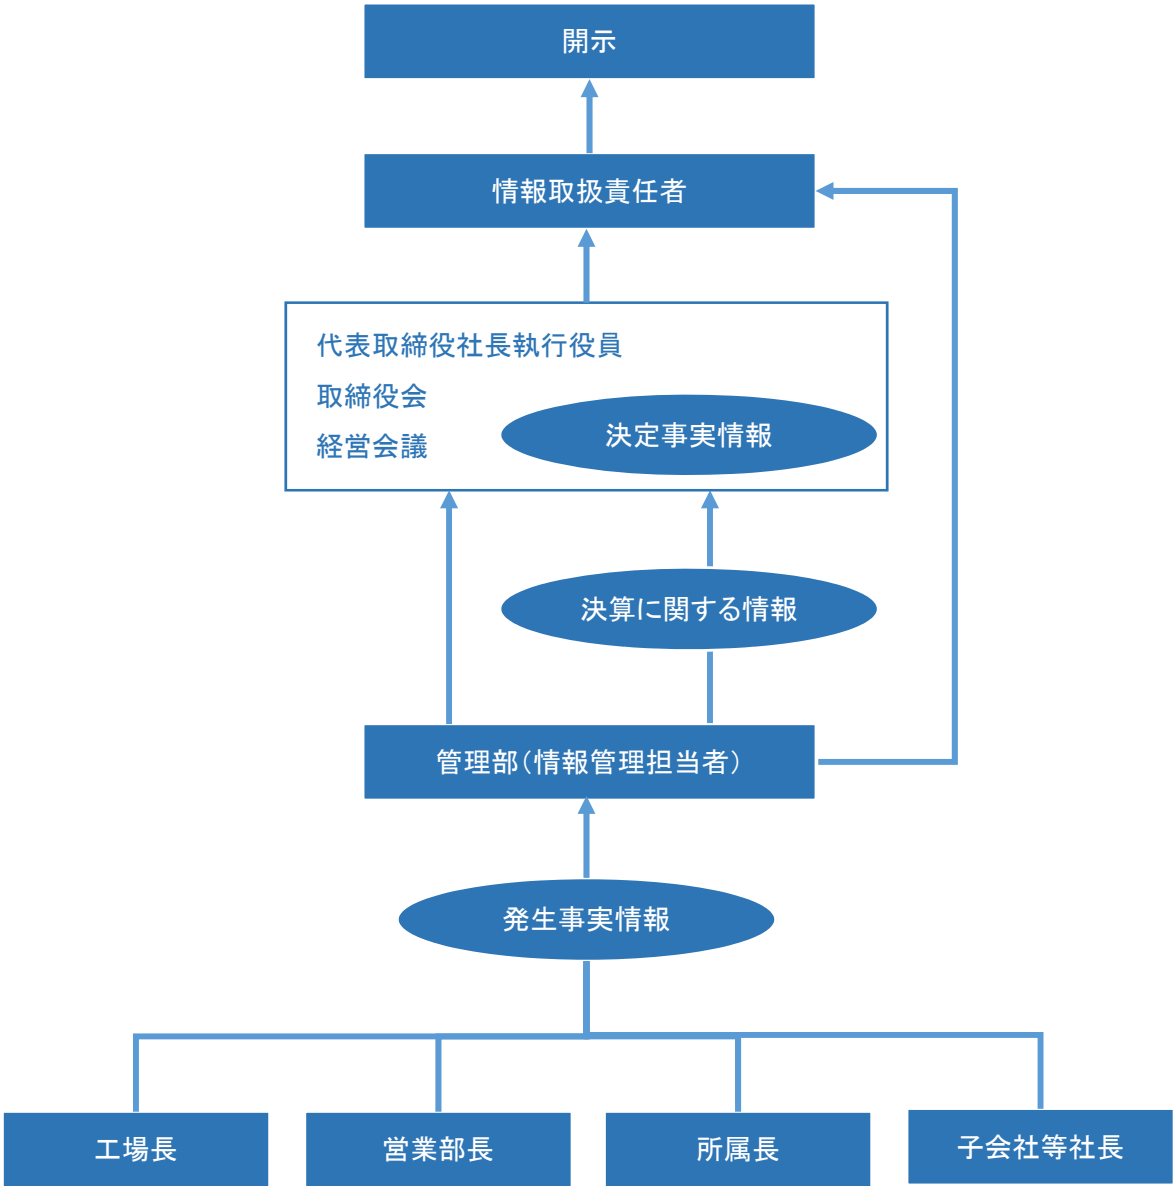 開示
情報取扱責任者
代表取締役社長執行役員
取締役会
経営会議
決定事実情報
決算に関する情報
管理部（情報管理担当者）
発生事実情報
工場長
営業部長
所属長
子会社等社長